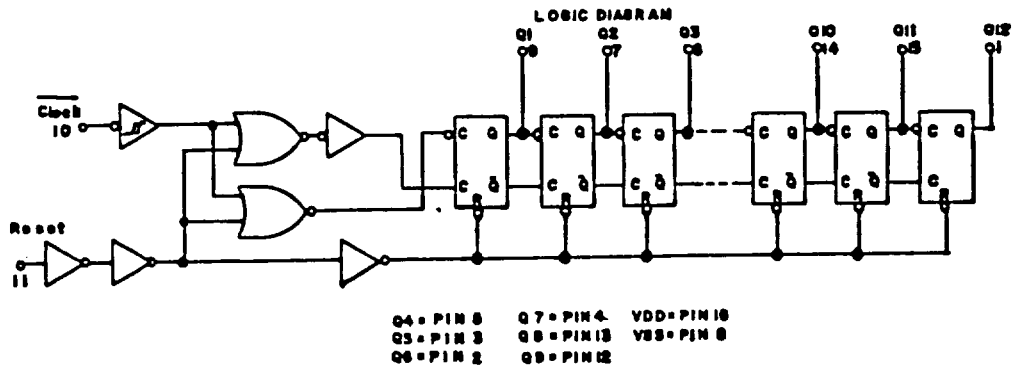 LOGIC DIAGRAM
Q1 Q2 Q3 Q10 Q11 Q12
9 7 6 14 15 1
Clock
10
C Q C Q C Q C Q C Q C Q
C Q̄ C Q̄ C Q̄ C Q̄ C Q̄ C
R R R R R R
Reset
11
Q4 = PIN 5 Q7 = PIN 4 VDD = PIN 16
Q5 = PIN 3 Q8 = PIN 13 VSS = PIN 8
Q6 = PIN 2 Q9 = PIN 12